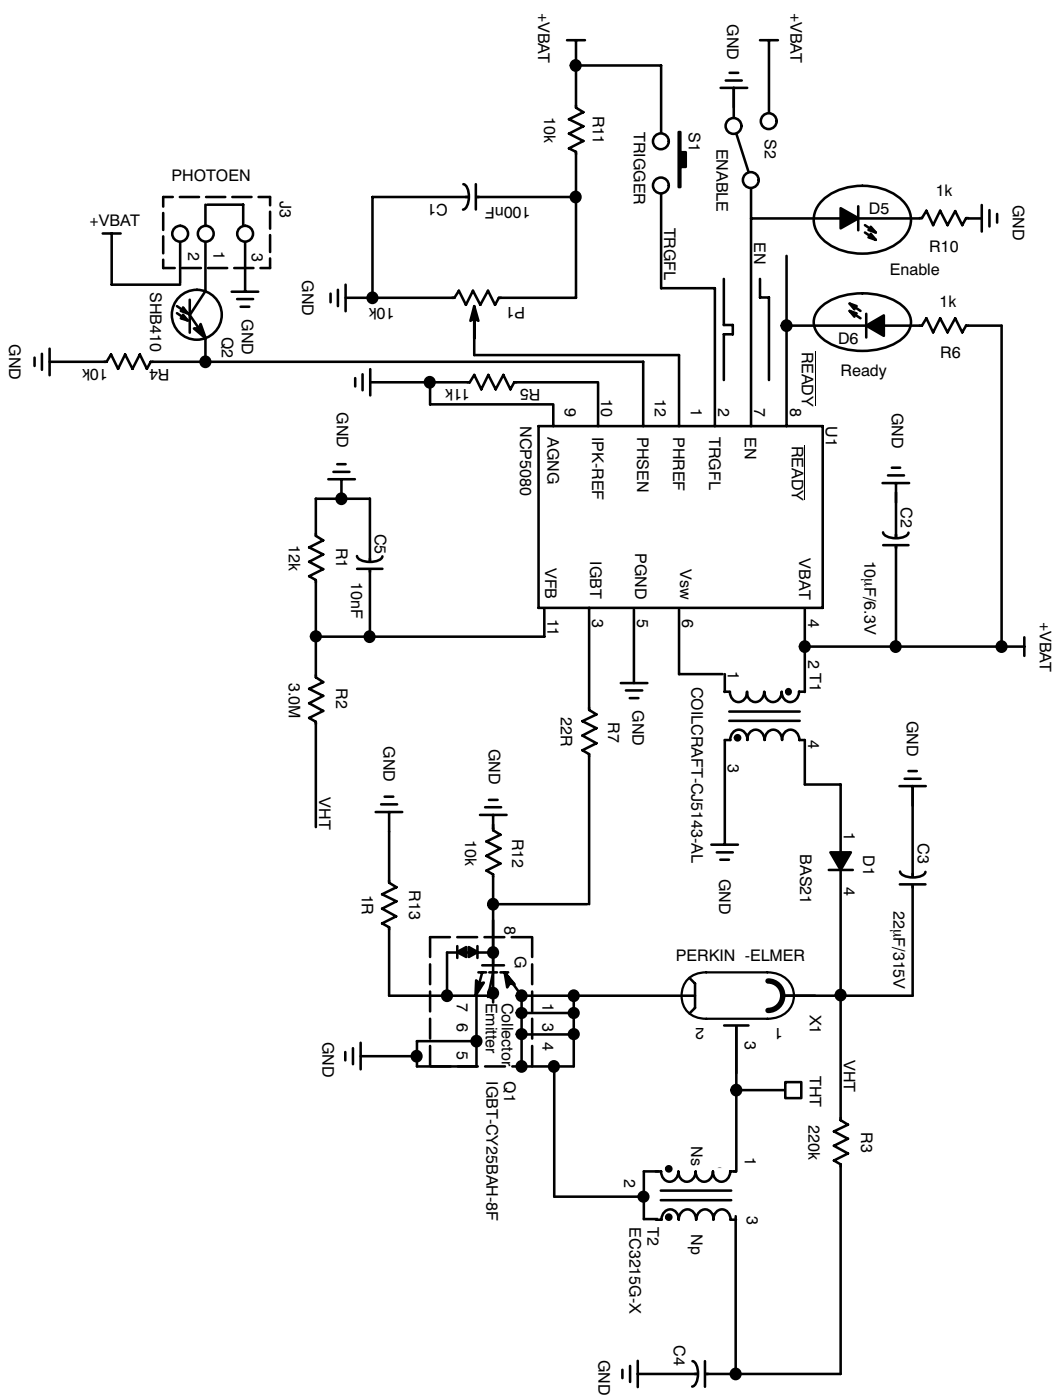 +VBAT
GND
+VBAT
S2
ENABLE
S1
TRIGGER
R11
10k
C1
100nF
TRGFL
EN
D5
1k
R10
GND
Enable
PHOTOEN
J3
+VBAT
1
2
3
GND
SHB410
Q2
GND
10k
P1
D6
1k
R6
Ready
READY
GND
10k
R4
11k
R5
9
10
12
1
2
7
8
U1
NCP5080
AGNG
IPK-REF
PHSEN
PHREF
TRGFL
EN
READY
VFB
IGBT
PGND
Vsw
VBAT
11
3
5
6
4
GND
C2
10µF/6.3V
+VBAT
GND
C5
10nF
R1
12k
R2
3.0M
VHT
R7
22R
GND
2
T1
1
4
3
COILCRAFT-CJ5143-AL
GND
GND
C3
22µF/315V
1
D1
4
BAS21
GND
R12
10k
GND
R13
1R
PERKIN -ELMER
X1
1
2
3
8
G
7
6
5
Collector
Emitter
1
3
4
Q1
IGBT-CY25BAH-8F
GND
THT
VHT
R3
220k
Ns
1
2
3
T2
Np
EC3215G-X
C4
GND